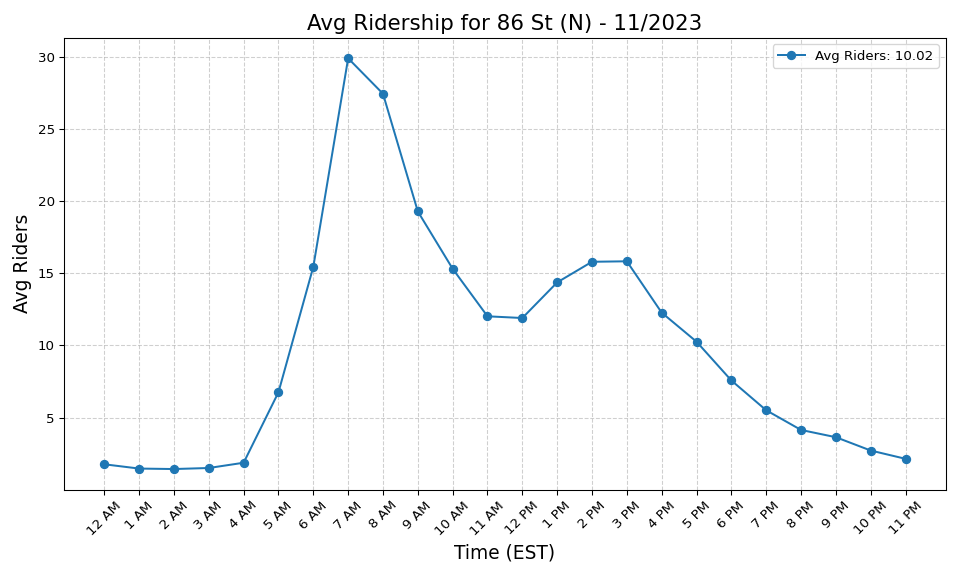 Avg Ridership for 86 St (N) - 11/2023
Avg Riders: 10.02
Avg Riders
30
25
20
15
10
5
12 AM
1 AM
2 AM
3 AM
4 AM
5 AM
6 AM
7 AM
8 AM
9 AM
10 AM
11 AM
12 PM
1 PM
2 PM
3 PM
4 PM
5 PM
6 PM
7 PM
8 PM
9 PM
10 PM
11 PM
Time (EST)